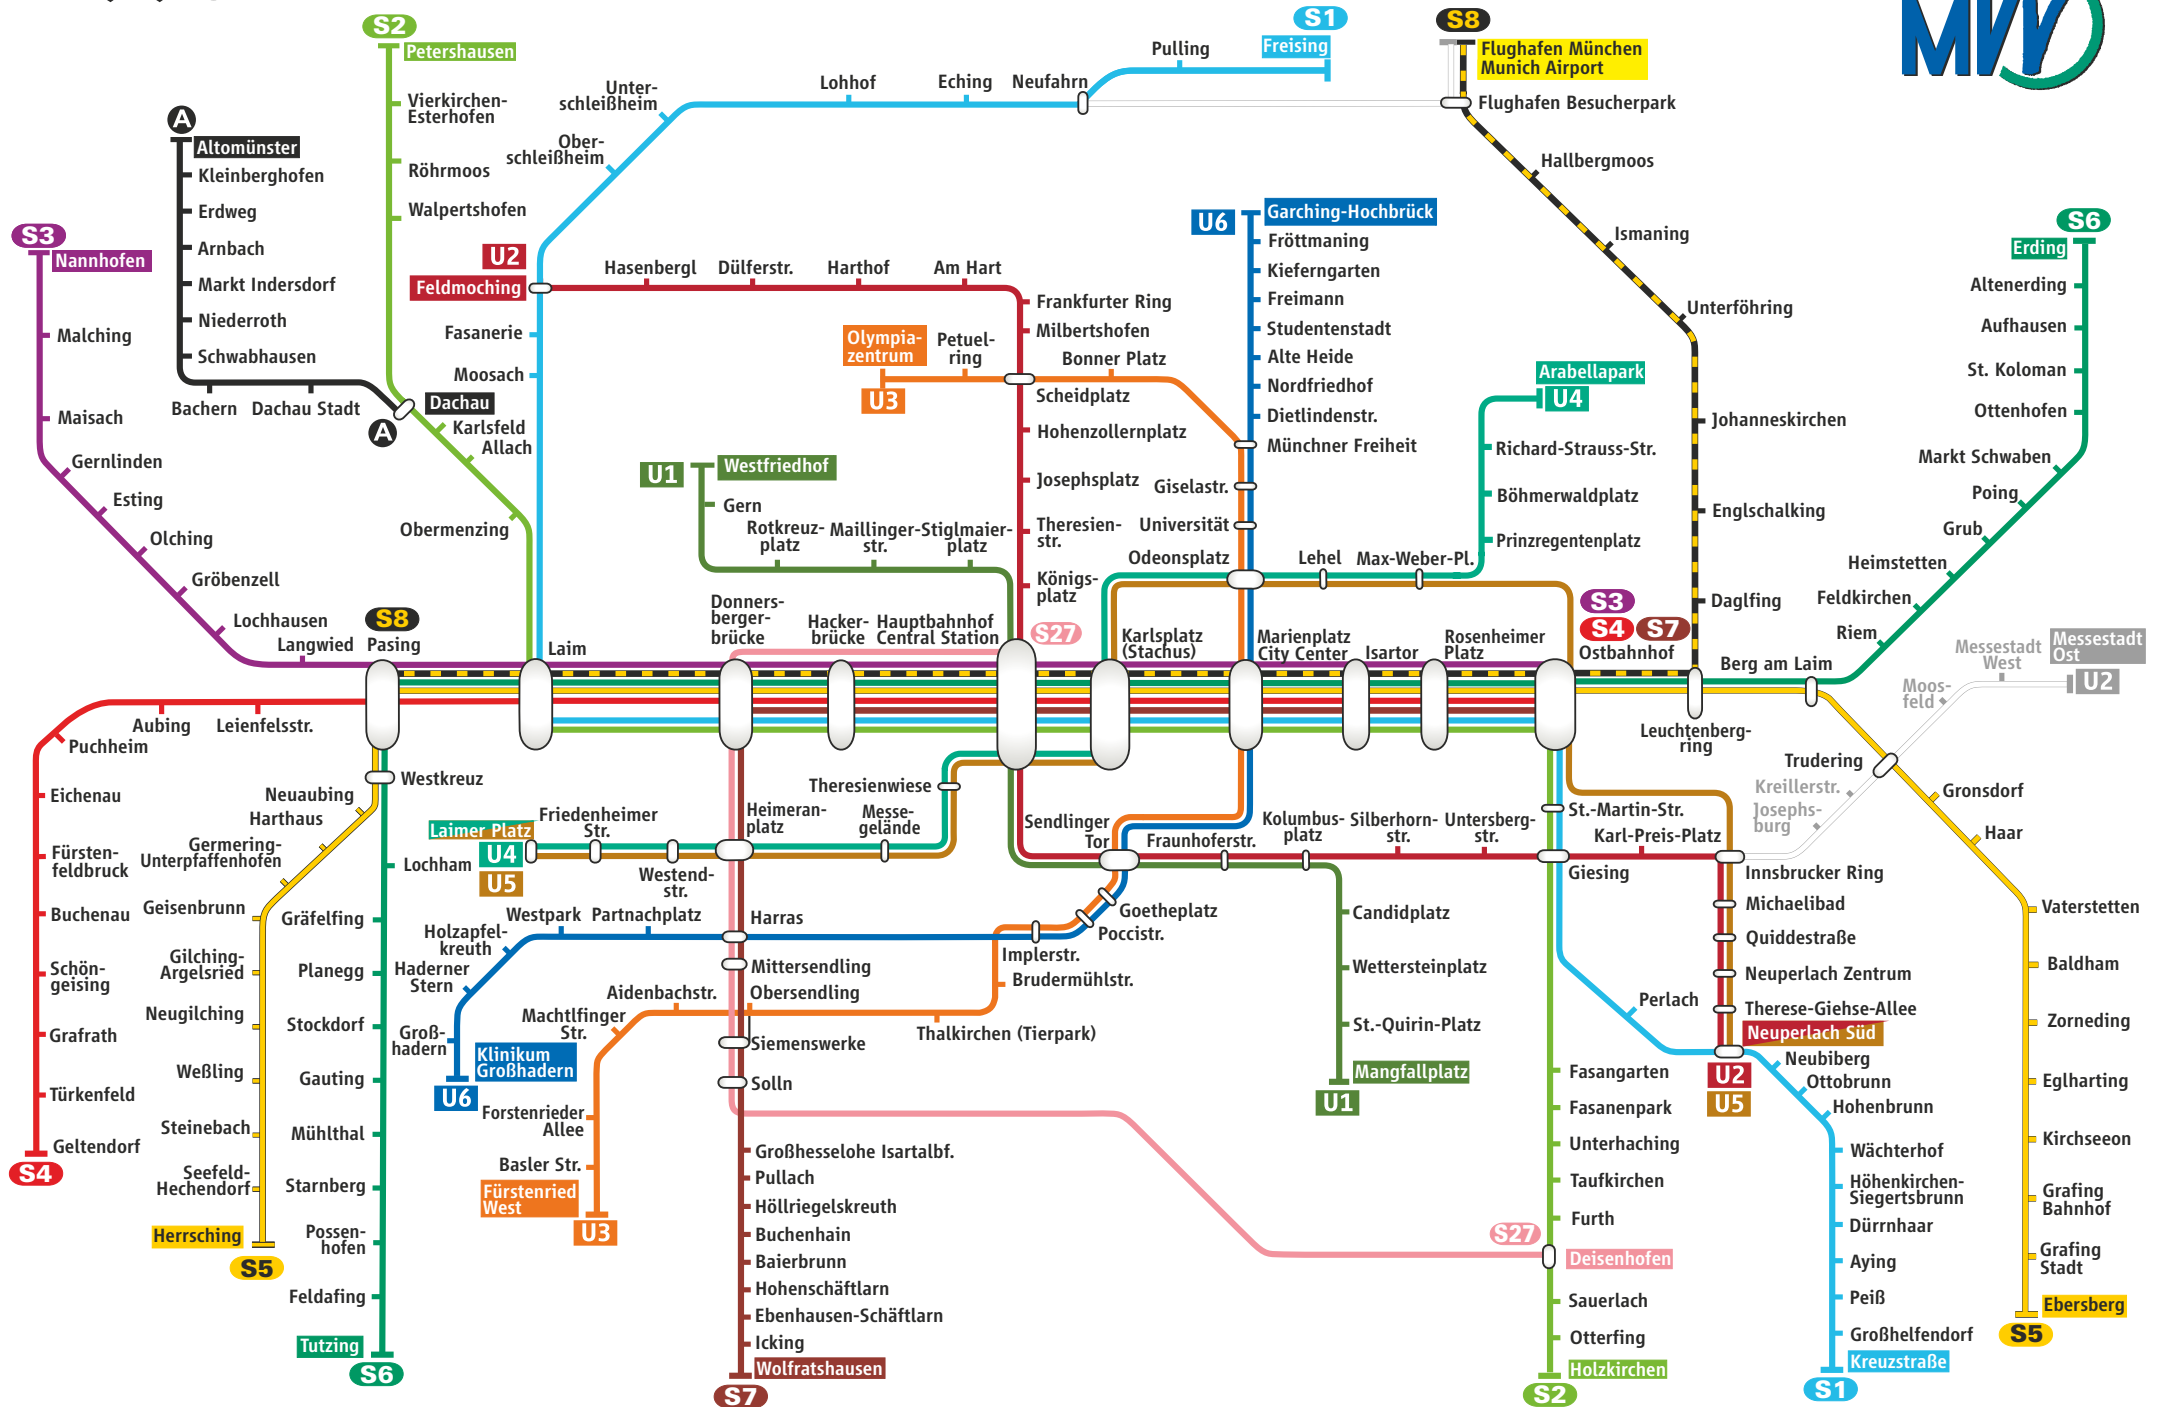 MVV
S2
Petershausen
Vierkirchen-
Esterhofen
Röhrmoos
Walpertshofen
A
Altomünster
Kleinberghofen
Erdweg
Arnbach
Markt Indersdorf
Niederroth
Schwabhausen
Bachern
Dachau Stadt
Dachau
A
Karlsfeld
Allach
Obermenzing
S3
Nannhofen
Malching
Maisach
Gernlinden
Esting
Olching
Gröbenzell
Lochhausen
Langwied
S1
Freising
Pulling
Neufahrn
Eching
Lohhof
Unter-
schleißheim
Ober-
schleißheim
U2
Feldmoching
Fasanerie
Moosach
Hasenbergl
Dülferstr.
Harthof
Am Hart
Frankfurter Ring
Milbertshofen
Scheidplatz
Hohenzollernplatz
Josephsplatz
Theresien-
str.
Königs-
platz
Olympia-
zentrum
U3
Petuel-
ring
Bonner Platz
U1
Westfriedhof
Gern
Rotkreuz-
platz
Maillinger-
str.
Stiglmaier-
platz
U6
Garching-Hochbrück
Fröttmaning
Kieferngarten
Freimann
Studentenstadt
Alte Heide
Nordfriedhof
Dietlindenstr.
Münchner Freiheit
Giselastr.
Universität
Odeonsplatz
Lehel
Max-Weber-Pl.
Arabellapark
U4
Richard-Strauss-Str.
Böhmerwaldplatz
Prinzregentenplatz
S8
Flughafen München
Munich Airport
Flughafen Besucherpark
Hallbergmoos
Ismaning
Unterföhring
Johanneskirchen
Englschalking
Daglfing
S6
Erding
Altenerding
Aufhausen
St. Koloman
Ottenhofen
Markt Schwaben
Poing
Grub
Heimstetten
Feldkirchen
Riem
Berg am Laim
S8
Pasing
Laim
Donners-
berger-
brücke
Hacker-
brücke
Hauptbahnhof
Central Station
S27
Karlsplatz
(Stachus)
Marienplatz
City Center
Isartor
Rosenheimer
Platz
S3
S4
S7
Ostbahnhof
Leuchtenberg-
ring
Messestadt
West
Messestadt
Ost
U2
Moos-
feld
Trudering
Kreillerstr.
Josephs-
burg
Gronsdorf
Haar
Vaterstetten
Baldham
Zorneding
Eglharting
Kirchseeon
Grafing
Bahnhof
Grafing
Stadt
Ebersberg
S5
Aubing
Leienfelsstr.
Puchheim
Eichenau
Fürsten-
feldbruck
Buchenau
Schön-
geising
Grafrath
Türkenfeld
Geltendorf
S4
Westkreuz
Neuaubing
Harthaus
Germering-
Unterpfaffenhofen
Geisenbrunn
Gilching-
Argelsried
Neugilching
Weßling
Steinebach
Seefeld-
Hechendorf
Herrsching
S5
Lochham
Gräfelfing
Planegg
Stockdorf
Gauting
Mühlthal
Starnberg
Possen-
hofen
Feldafing
Tutzing
S6
Laimer Platz
U4
U5
Friedenheimer
Str.
Westend-
str.
Heimeran-
platz
Messe-
gelände
Theresienwiese
Sendlinger
Tor
Fraunhoferstr.
Kolumbus-
platz
Silberhorn-
str.
Untersberg-
str.
St.-Martin-Str.
Karl-Preis-Platz
Giesing
Innsbrucker Ring
Michaelibad
Quiddestraße
Neuperlach Zentrum
Therese-Giehse-Allee
Neuperlach Süd
U2
U5
Goetheplatz
Poccistr.
Implerstr.
Brudermühlstr.
Thalkirchen (Tierpark)
Harras
Partnachplatz
Westpark
Holzapfel-
kreuth
Haderner
Stern
Groß-
hadern
Klinikum
Großhadern
U6
Mittersendling
Obersendling
Aidenbachstr.
Machtlfinger
Str.
Forstenrieder
Allee
Basler Str.
Fürstenried
West
U3
Siemenswerke
Solln
Großhesselohe Isartalbf.
Pullach
Höllriegelskreuth
Buchenhain
Baierbrunn
Hohenschäftlarn
Ebenhausen-Schäftlarn
Icking
Wolfratshausen
S7
Candidplatz
Wettersteinplatz
St.-Quirin-Platz
Mangfallplatz
U1
Fasangarten
Fasanenpark
Unterhaching
Taufkirchen
Furth
S27
Deisenhofen
Sauerlach
Otterfing
Holzkirchen
S2
Perlach
Neubiberg
Ottobrunn
Hohenbrunn
Wächterhof
Höhenkirchen-
Siegertsbrunn
Dürrnhaar
Aying
Peiß
Großhelfendorf
Kreuzstraße
S1